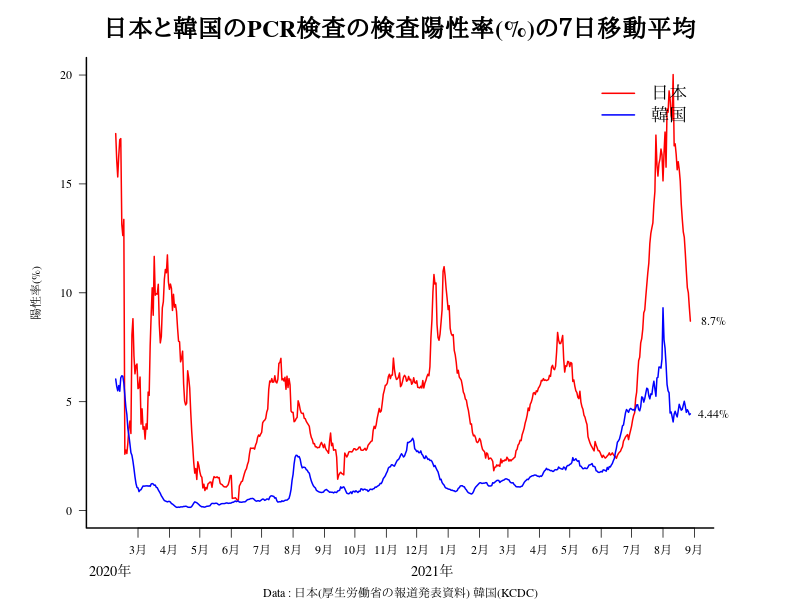 日本と韓国のPCR検査の検査陽性率(%)の7日移動平均
陽性率(%)
20
15
10
5
0
日本
韓国
8.7%
4.44%
3月 4月 5月 6月 7月 8月 9月 10月 11月 12月 1月 2月 3月 4月 5月 6月 7月 8月 9月
2020年 2021年
Data : 日本(厚生労働省の報道発表資料) 韓国(KCDC)